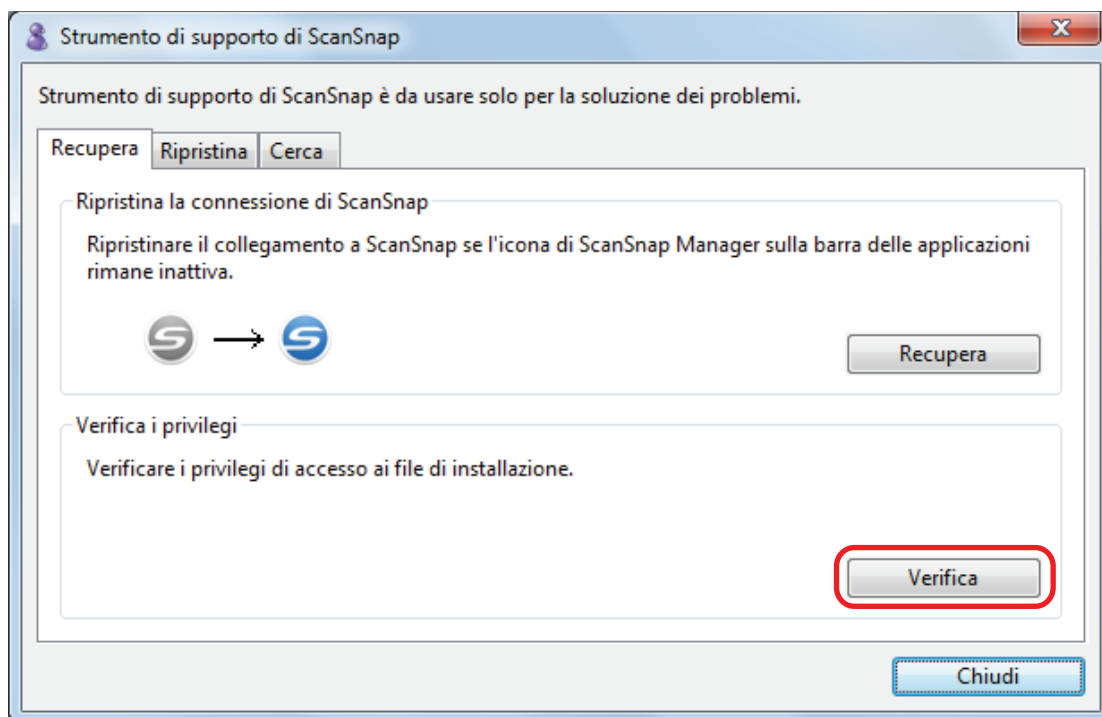 Strumento di supporto di ScanSnap
Strumento di supporto di ScanSnap è da usare solo per la soluzione dei problemi.
Recupera Ripristina Cerca
Ripristina la connessione di ScanSnap
Ripristinare il collegamento a ScanSnap se l'icona di ScanSnap Manager sulla barra delle applicazioni
rimane inattiva.
Recupera
Verifica i privilegi
Verificare i privilegi di accesso ai file di installazione.
Verifica
Chiudi